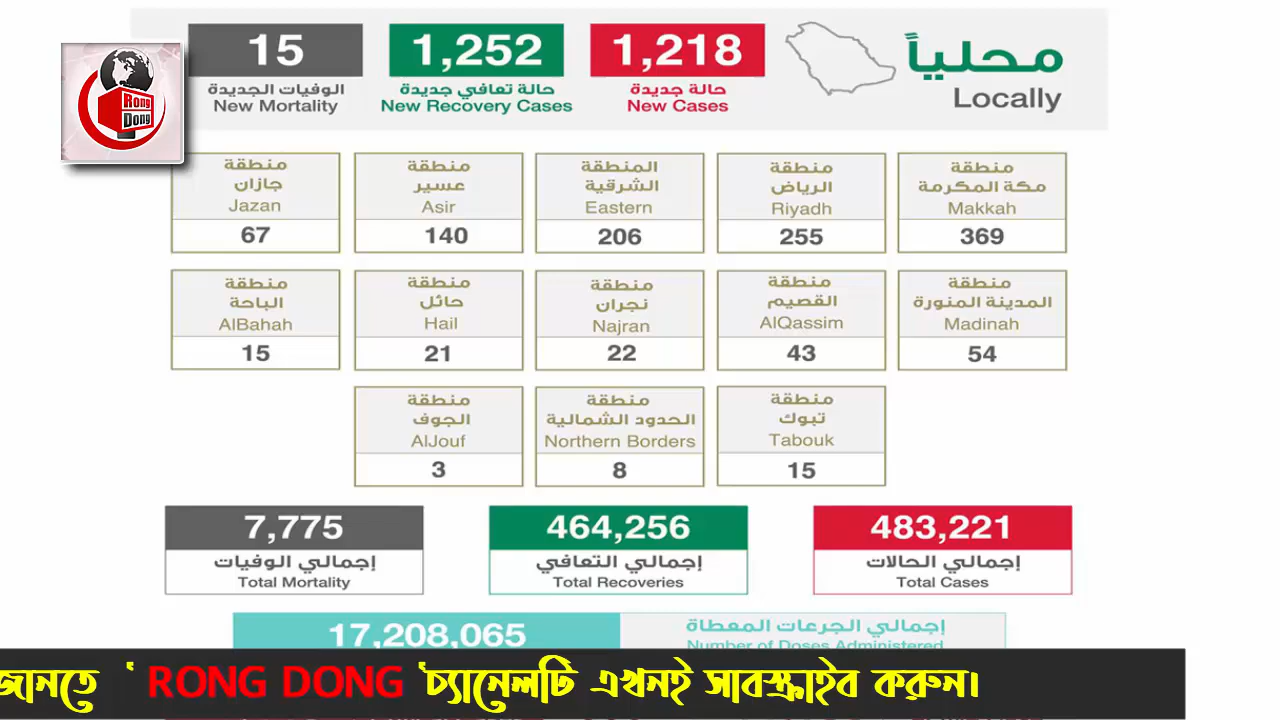 محلياً
Locally
1,218
حالة جديدة
New Cases
1,252
حالة تعافي جديدة
New Recovery Cases
15
الوفيات الجديدة
New Mortality
Rong
Dong
منطقة
مكة المكرمة
Makkah
369
منطقة
الرياض
Riyadh
255
المنطقة
الشرقية
Eastern
206
منطقة
عسير
Asir
140
منطقة
جازان
Jazan
67
منطقة
المدينة المنورة
Madinah
54
منطقة
القصيم
AlQassim
43
منطقة
نجران
Najran
22
منطقة
حائل
Hail
21
منطقة
الباحة
AlBahah
15
منطقة
تبوك
Tabouk
15
منطقة
الحدود الشمالية
Northern Borders
8
منطقة
الجوف
AlJouf
3
483,221
إجمالي الحالات
Total Cases
464,256
إجمالي التعافي
Total Recoveries
7,775
إجمالي الوفيات
Total Mortality
إجمالي الجرعات المعطاة
Number of Doses Administered
17,208,065
জানতে ‘ RONG DONG ’চ্যানেলটি এখনই সাবস্ক্রাইব করুন।